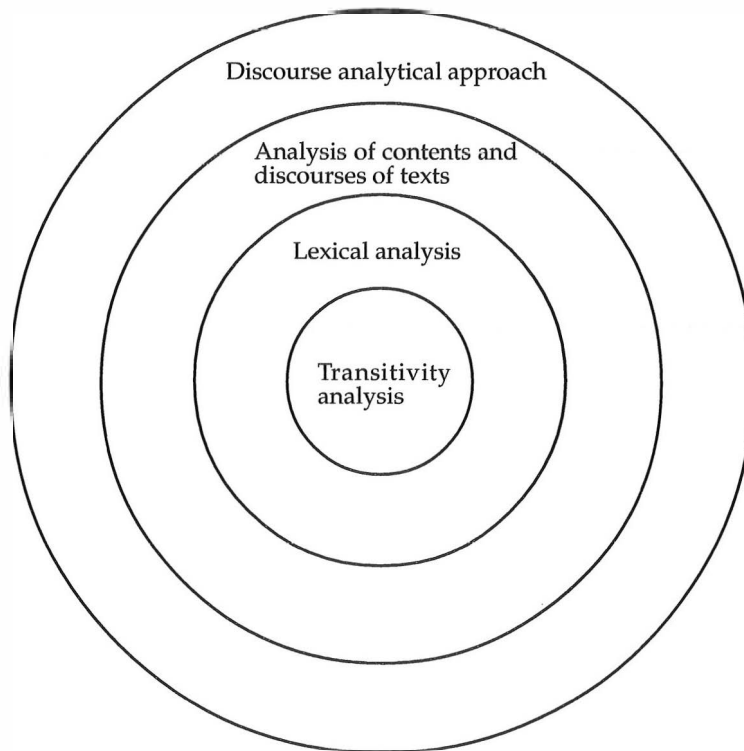 Discourse analytical approach
Analysis of contents and
discourses of texts
Lexical analysis
Transitivity
analysis